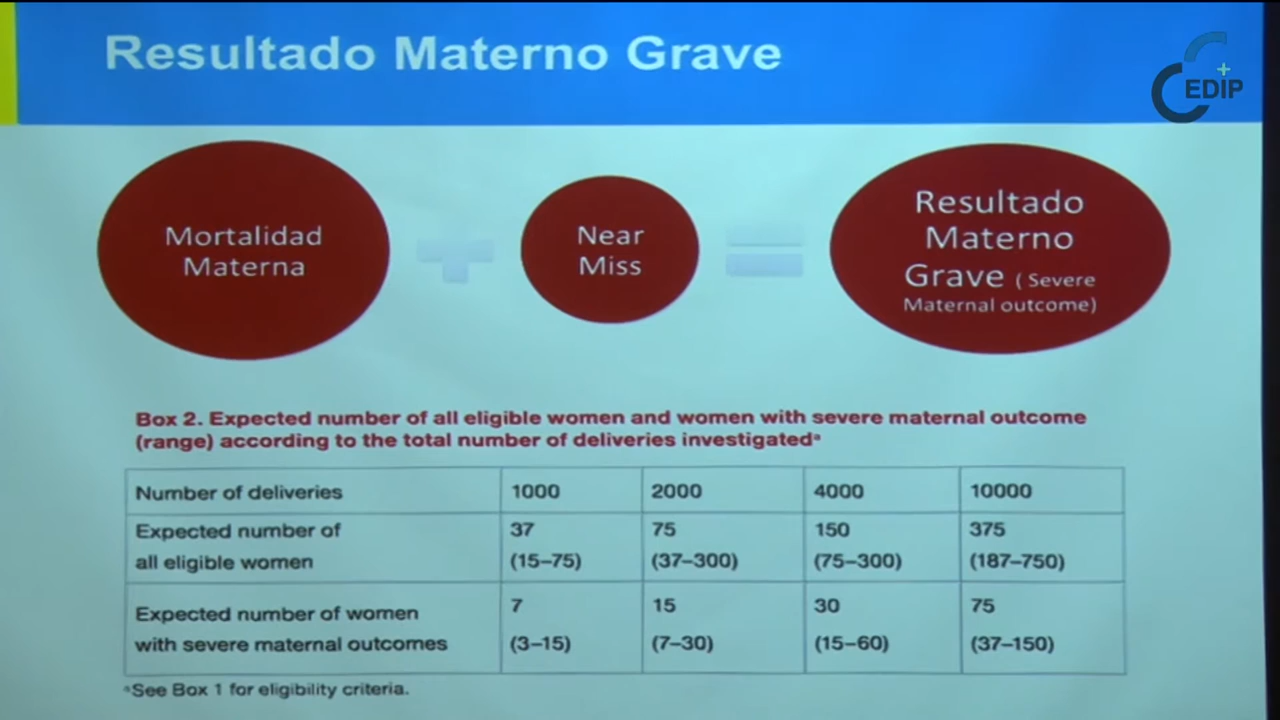 Resultado Materno Grave
EDIP
Mortalidad
Materna
Near
Miss
Resultado
Materno
Grave ( Severe
Maternal outcome)
Box 2. Expected number of all eligible women and women with severe maternal outcome
(range) according to the total number of deliveries investigatedª
Number of deliveries 1000 2000 4000 10000
Expected number of 37 75 150 375
all eligible women (15–75) (37–300) (75–300) (187–750)
Expected number of women 7 15 30 75
with severe maternal outcomes (3–15) (7–30) (15–60) (37–150)
ªSee Box 1 for eligibility criteria.